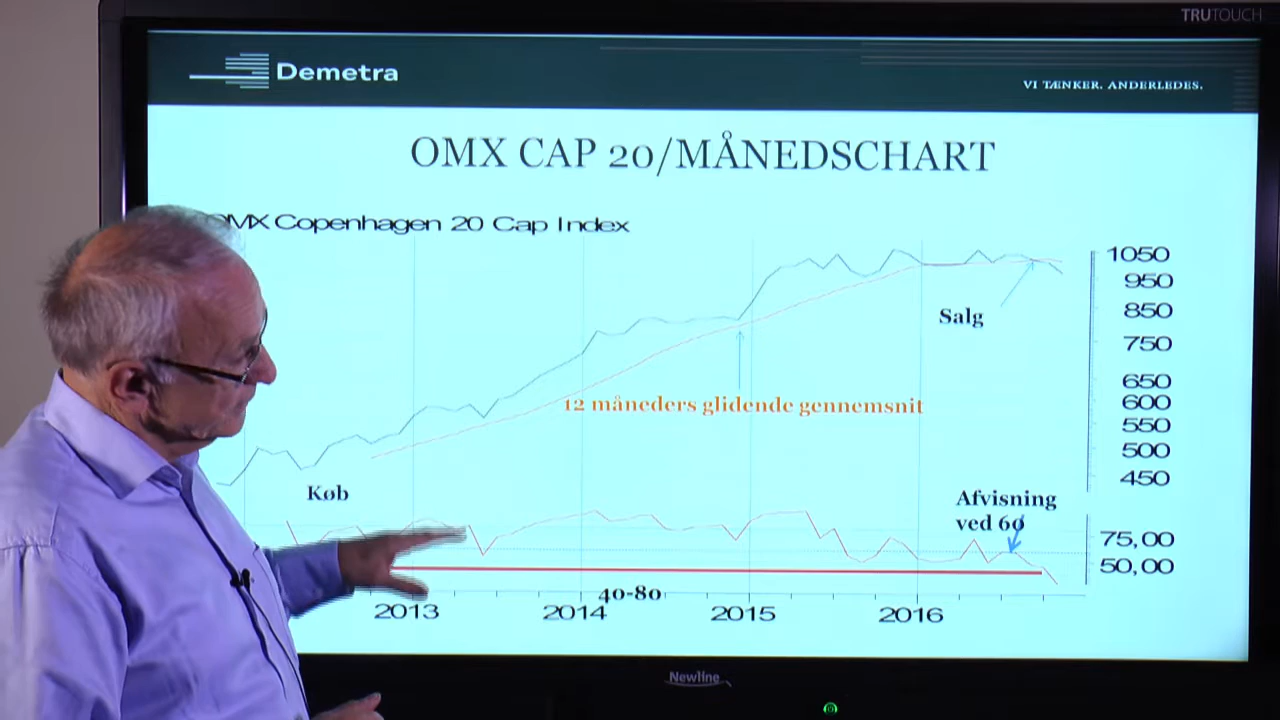 TRUTOUCH
Demetra
VI TÆNKER. ANDERLEDES.
OMX CAP 20/MÅNEDSCHART
OMX Copenhagen 20 Cap Index
1050
950
850
750
650
600
550
500
450
Salg
12 måneders glidende gennemsnit
Køb
Afvisning
ved 60
75,00
50,00
40-80
2013
2014
2015
2016
Newline